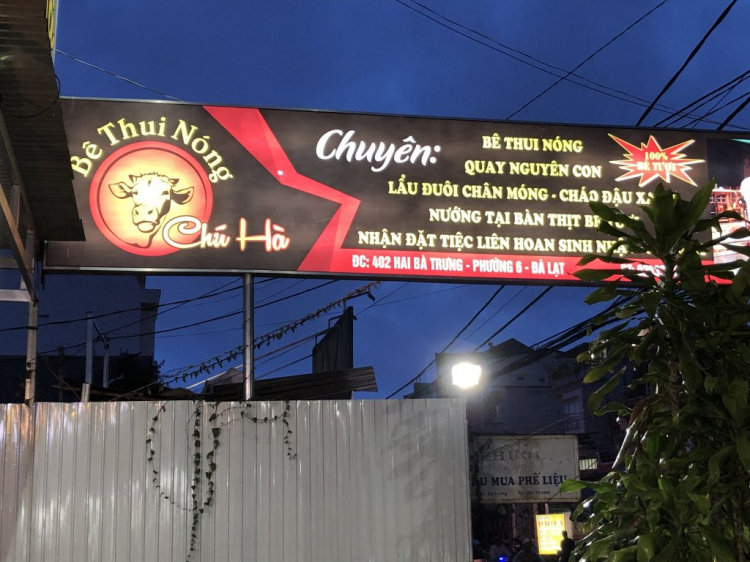 Bê Thui Nóng
Chú Hà
Chuyên:
BÊ THUI NÓNG
QUAY NGUYÊN CON
LẨU ĐUÔI CHÂN MÓNG - CHÁO ĐẬU
NƯỚNG TẠI BÀN THỊT
NHẬN ĐẶT TIỆC LIÊN HOAN SINH
100%
BÊ TƯƠI
ĐC: 402 HAI BÀ TRƯNG - PHƯỜNG 6 - ĐÀ LẠT
MUA PHẾ LIỆU